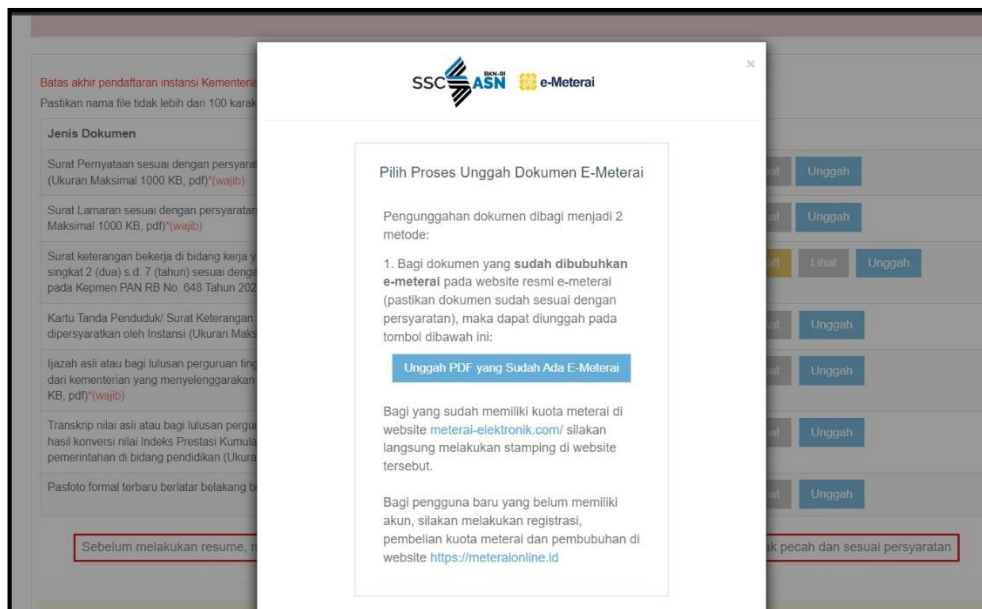 SSC BKN-RI ASN e-Meterai
×
Batas akhir pendaftaran instansi
Pastikan nama file tidak lebih dari 100
Jenis Dokumen
Surat Pernyataan sesuai dengan
(Ukuran Maksimal 1000 KB, pdf)*(wajib)
Unggah
Surat Lamaran sesuai dengan persyaratan
Maksimal 1000 KB, pdf)*(wajib)
Unggah
Surat keterangan bekerja di bidang kerja
singkat 2 (dua) s.d. 7 (tahun) sesuai
pada Kepmen PAN RB No. 648 Tahun
Lihat Unggah
Kartu Tanda Penduduk/ Surat Keterangan
dipersyaratkan oleh Instansi (Ukuran
Unggah
Ijazah asli atau bagi lulusan perguruan
dari kementerian yang menyelenggarakan
KB, pdf)*(wajib)
Unggah
Transkrip nilai asli atau bagi lulusan
hasil konversi nilai Indeks Prestasi
pemerintahan di bidang pendidikan
Unggah
Pasfoto formal terbaru berlatar belakang
Unggah
Sebelum melakukan resume,
pecah dan sesuai persyaratan
Pilih Proses Unggah Dokumen E-Meterai
Pengunggahan dokumen dibagi menjadi 2
metode:
1. Bagi dokumen yang sudah dibubuhkan
e-meterai pada website resmi e-meterai
(pastikan dokumen sudah sesuai dengan
persyaratan), maka dapat diunggah pada
tombol dibawah ini:
Unggah PDF yang Sudah Ada E-Meterai
Bagi yang sudah memiliki kuota meterai di
website meterai-elektronik.com/ silakan
langsung melakukan stamping di website
tersebut.
Bagi pengguna baru yang belum memiliki
akun, silakan melakukan registrasi,
pembelian kuota meterai dan pembubuhan di
website https://meteraionline.id